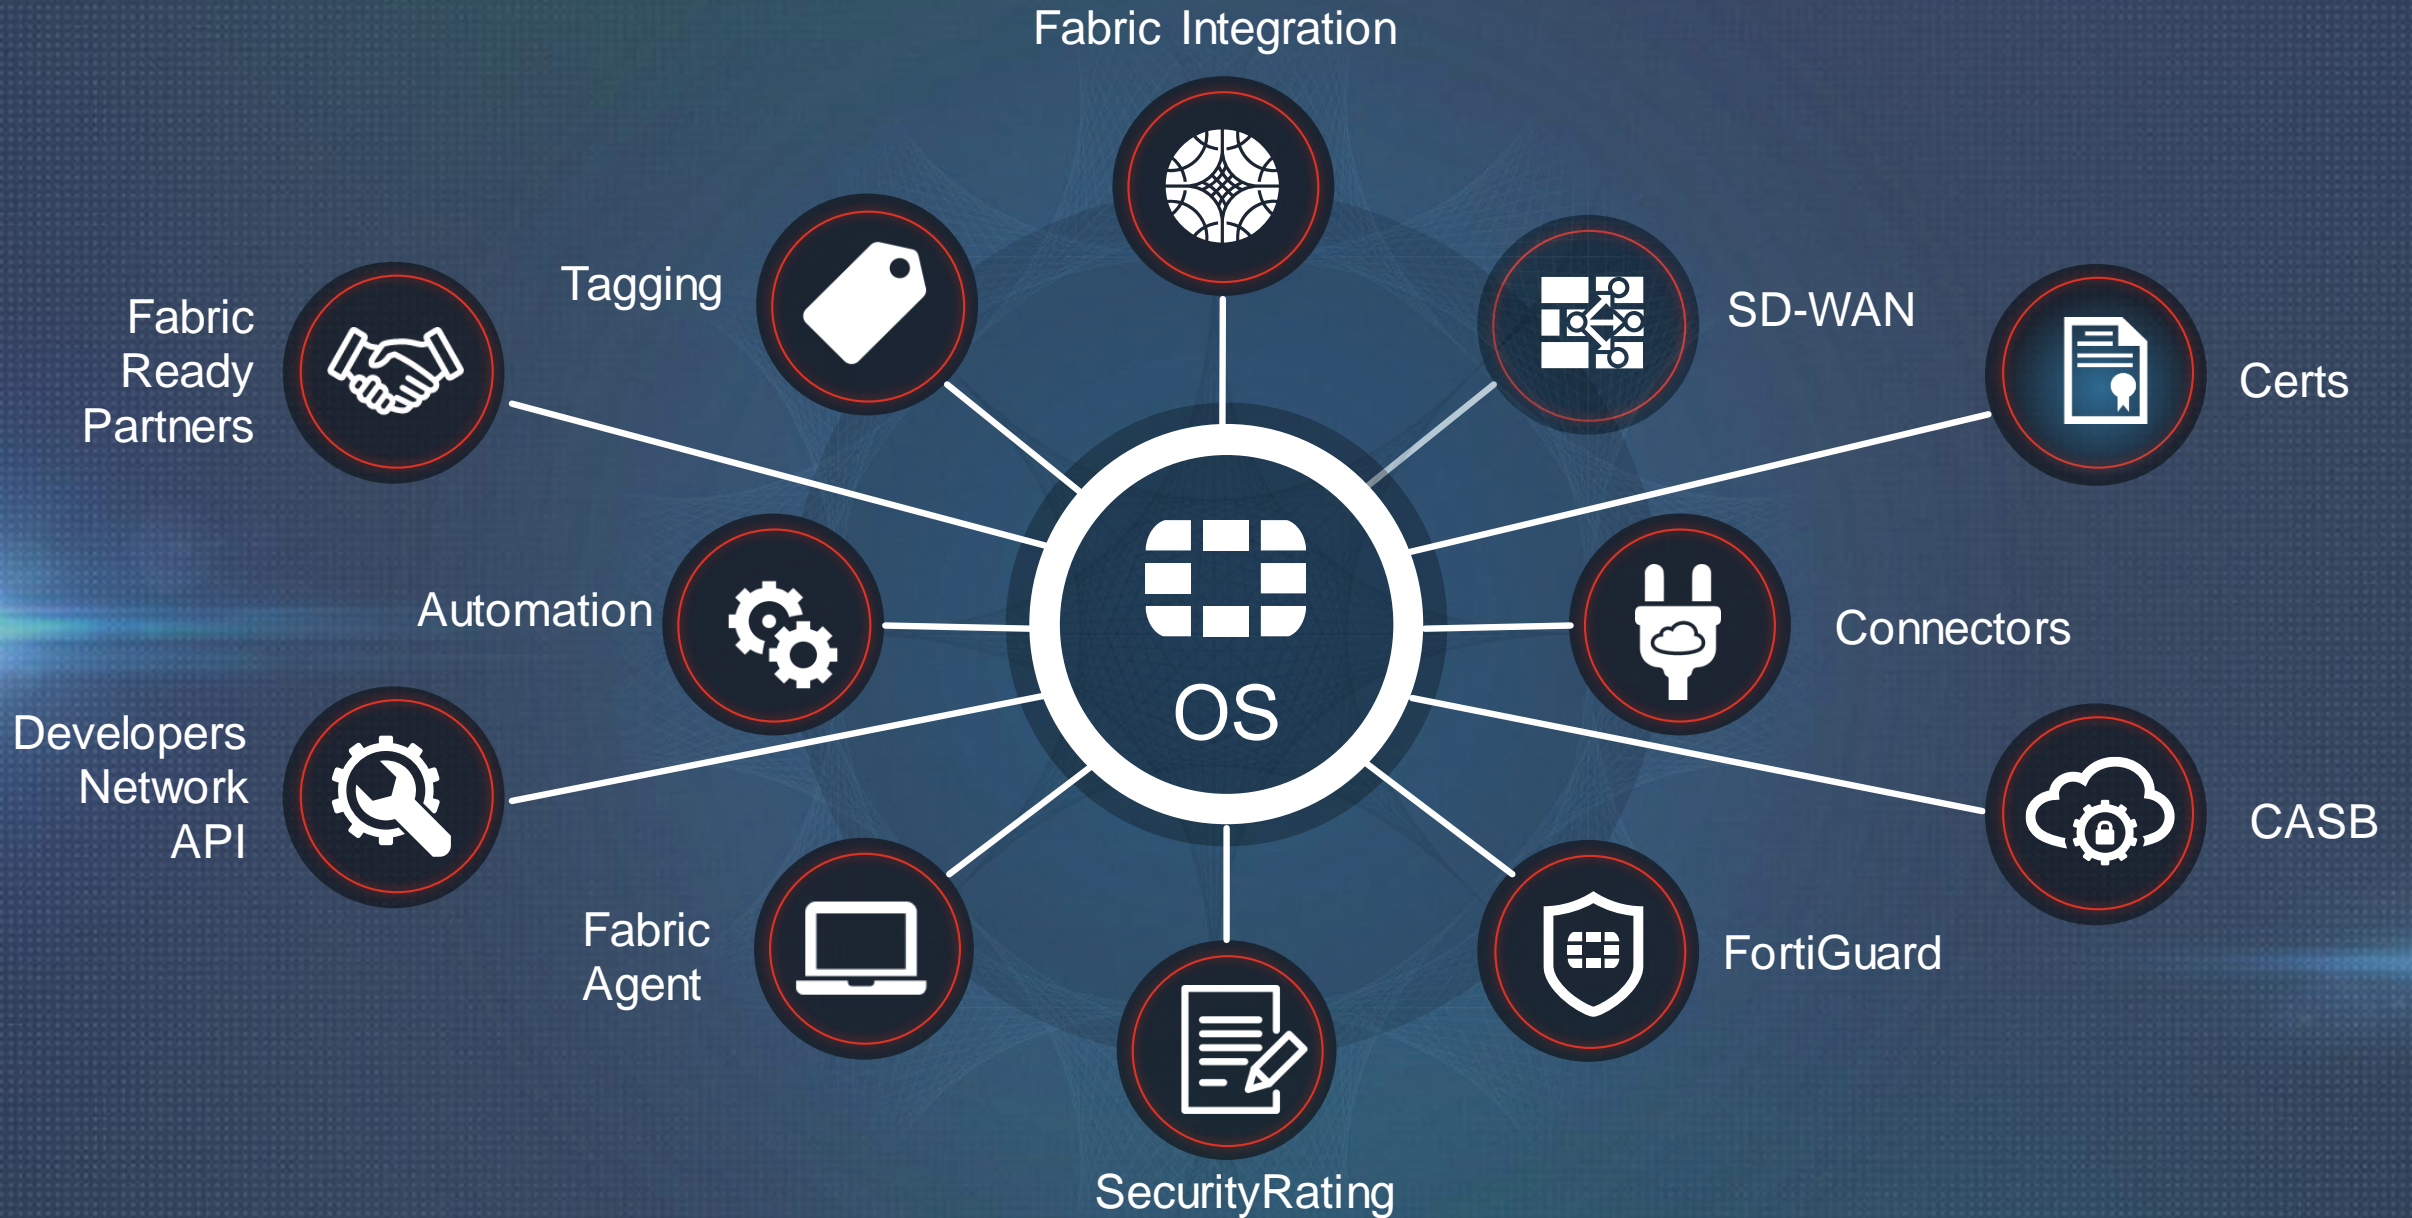 Fabric Integration
Tagging
SD-WAN
Fabric
Ready
Partners
Certs
Automation
Connectors
OS
Developers
Network
API
CASB
Fabric
Agent
FortiGuard
SecurityRating